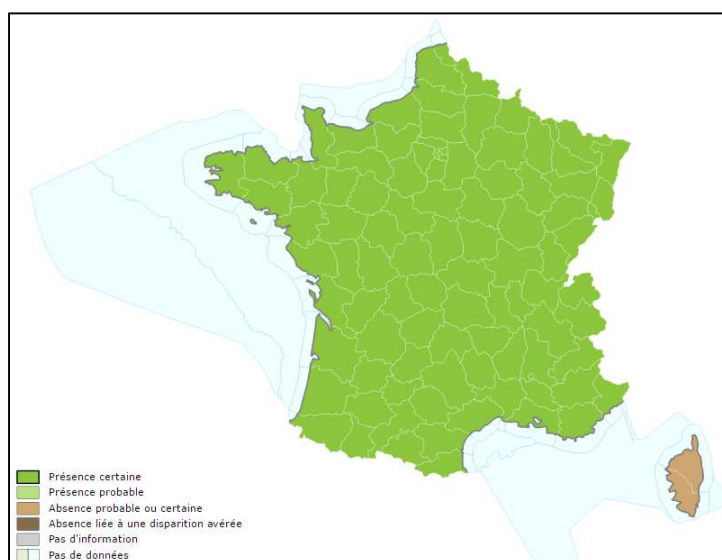 Présence certaine
Présence probable
Absence probable ou certaine
Absence liée à une disparition avérée
Pas d'information
Pas de données